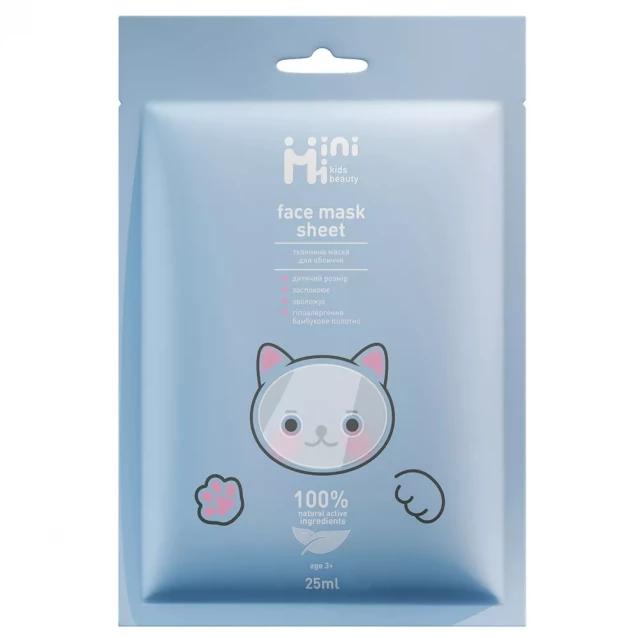 mini
Mi
kids
beauty
face mask
sheet
тканинна маска
для обличчя
дитячий розмір
заспокоює
зволожує
гіпоалергенне
бамбукове полотно
100%
natural active
ingredients
age 3+
25ml